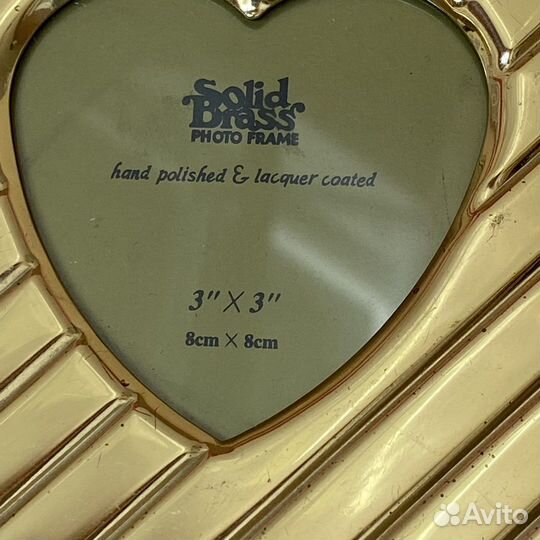 Solid
Brass
PHOTO FRAME
hand polished & lacquer coated
3" X 3"
8cm X 8cm
Avito